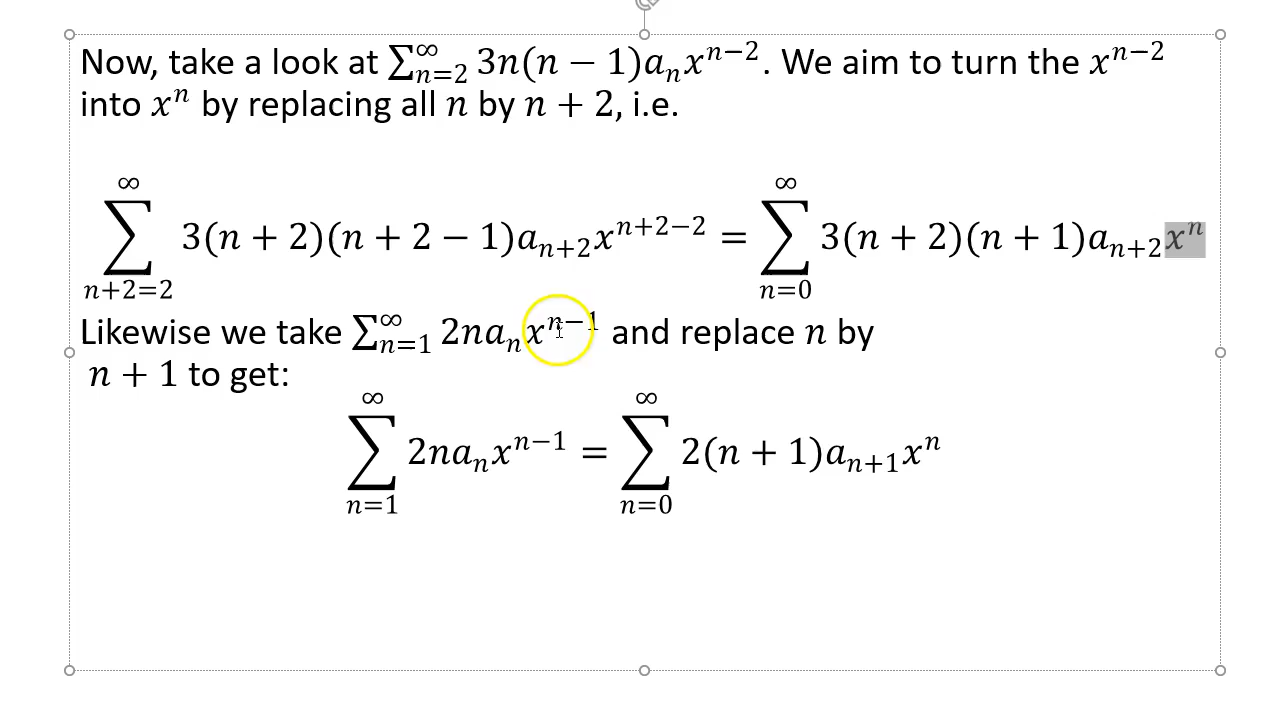 Now, take a look at ∑_{n=2}^{∞} 3n(n − 1)a_n x^{n−2}. We aim to turn the x^{n−2}
into x^n by replacing all n by n + 2, i.e.
∑_{n+2=2}^{∞} 3(n + 2)(n + 2 − 1)a_{n+2} x^{n+2−2} = ∑_{n=0}^{∞} 3(n + 2)(n + 1)a_{n+2} x^n
Likewise we take ∑_{n=1}^{∞} 2na_n x^{n−1} and replace n by
n + 1 to get:
∑_{n=1}^{∞} 2na_n x^{n−1} = ∑_{n=0}^{∞} 2(n + 1)a_{n+1} x^n